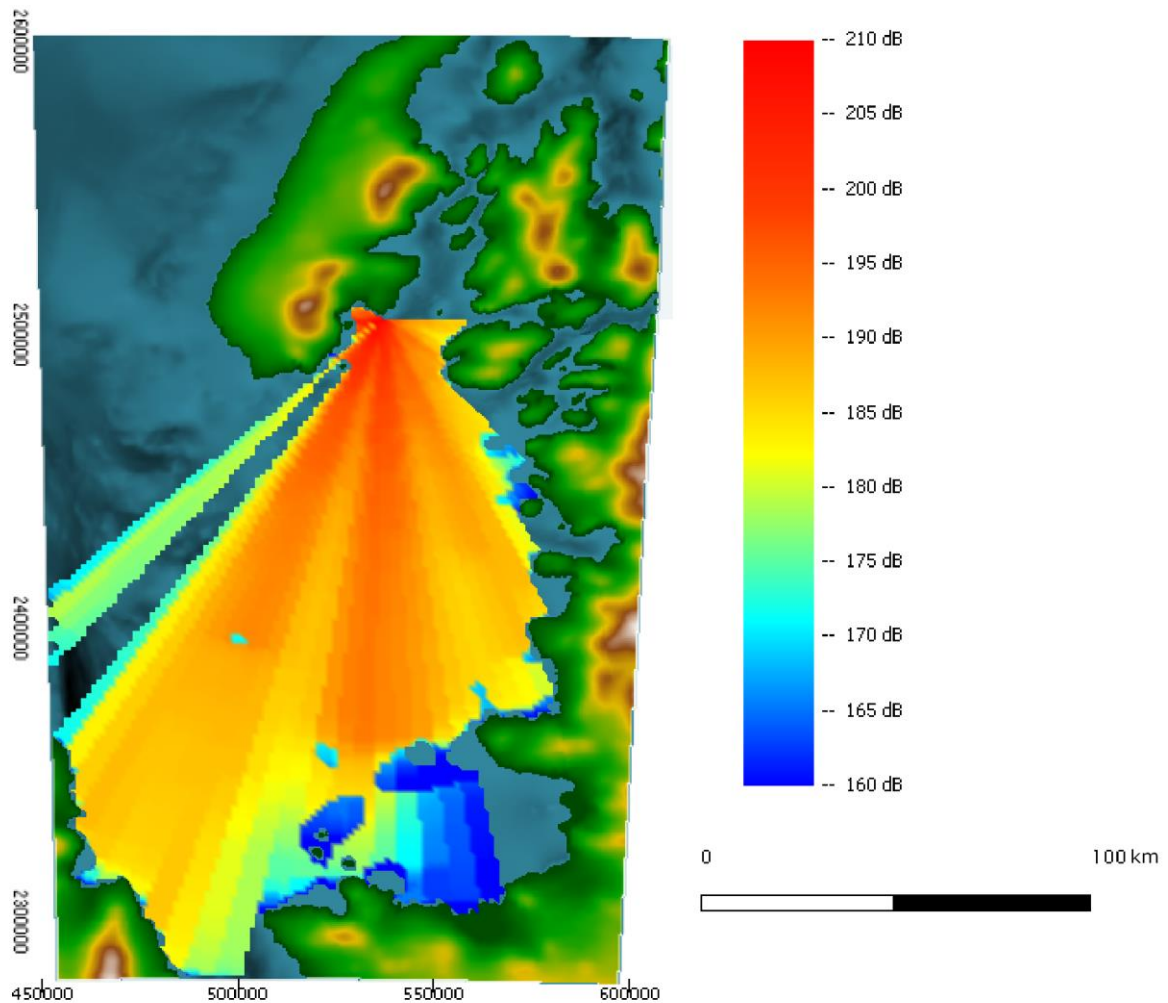 2600000
2500000
2400000
2300000
450000
500000
550000
600000
-- 210 dB
-- 205 dB
-- 200 dB
-- 195 dB
-- 190 dB
-- 185 dB
-- 180 dB
-- 175 dB
-- 170 dB
-- 165 dB
-- 160 dB
0
100 km